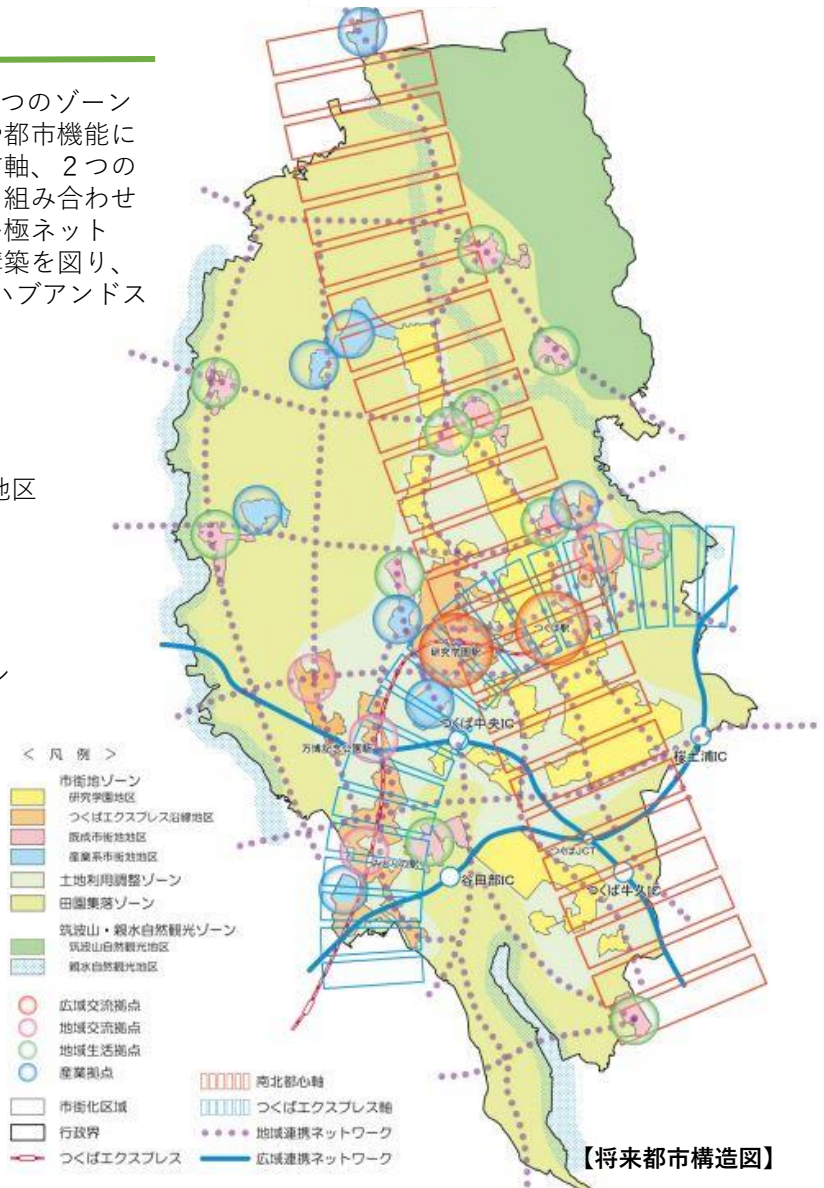 つのゾーン
都市機能に
軸、２つの
組み合わせ
極ネット
築を図り、
ハブアンドス
地区
ン
＜ 凡 例 ＞
市街地ゾーン
研究学園地区
つくばエクスプレス沿線地区
既成市街地地区
産業系市街地地区
土地利用調整ゾーン
田園集落ゾーン
筑波山・親水自然観光ゾーン
筑波山自然観光地区
親水自然観光地区
広域交流拠点
地域交流拠点
地域生活拠点
産業拠点
市街化区域
行政界
つくばエクスプレス
南北都心軸
つくばエクスプレス軸
地域連携ネットワーク
広域連携ネットワーク
つくば駅
研究学園駅
つくば中央IC
万博記念公園駅
桜土浦IC
みどりの駅
つくばJCT
谷田部IC
つくば牛久IC
【将来都市構造図】